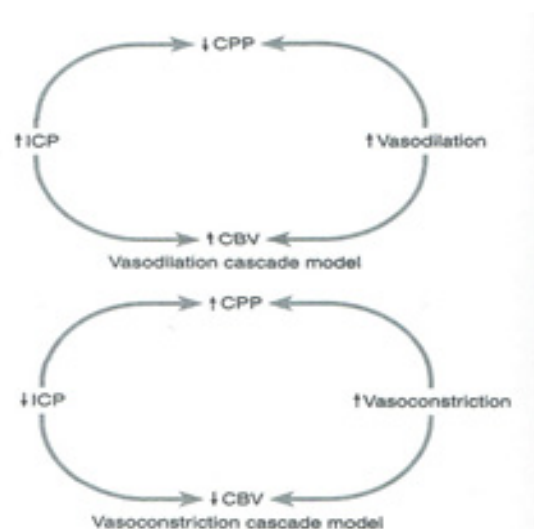 ↓CPP
↑ICP
↑Vasodilation
↑CBV
Vasodilation cascade model
↑CPP
↓ICP
↑Vasoconstriction
↓CBV
Vasoconstriction cascade model